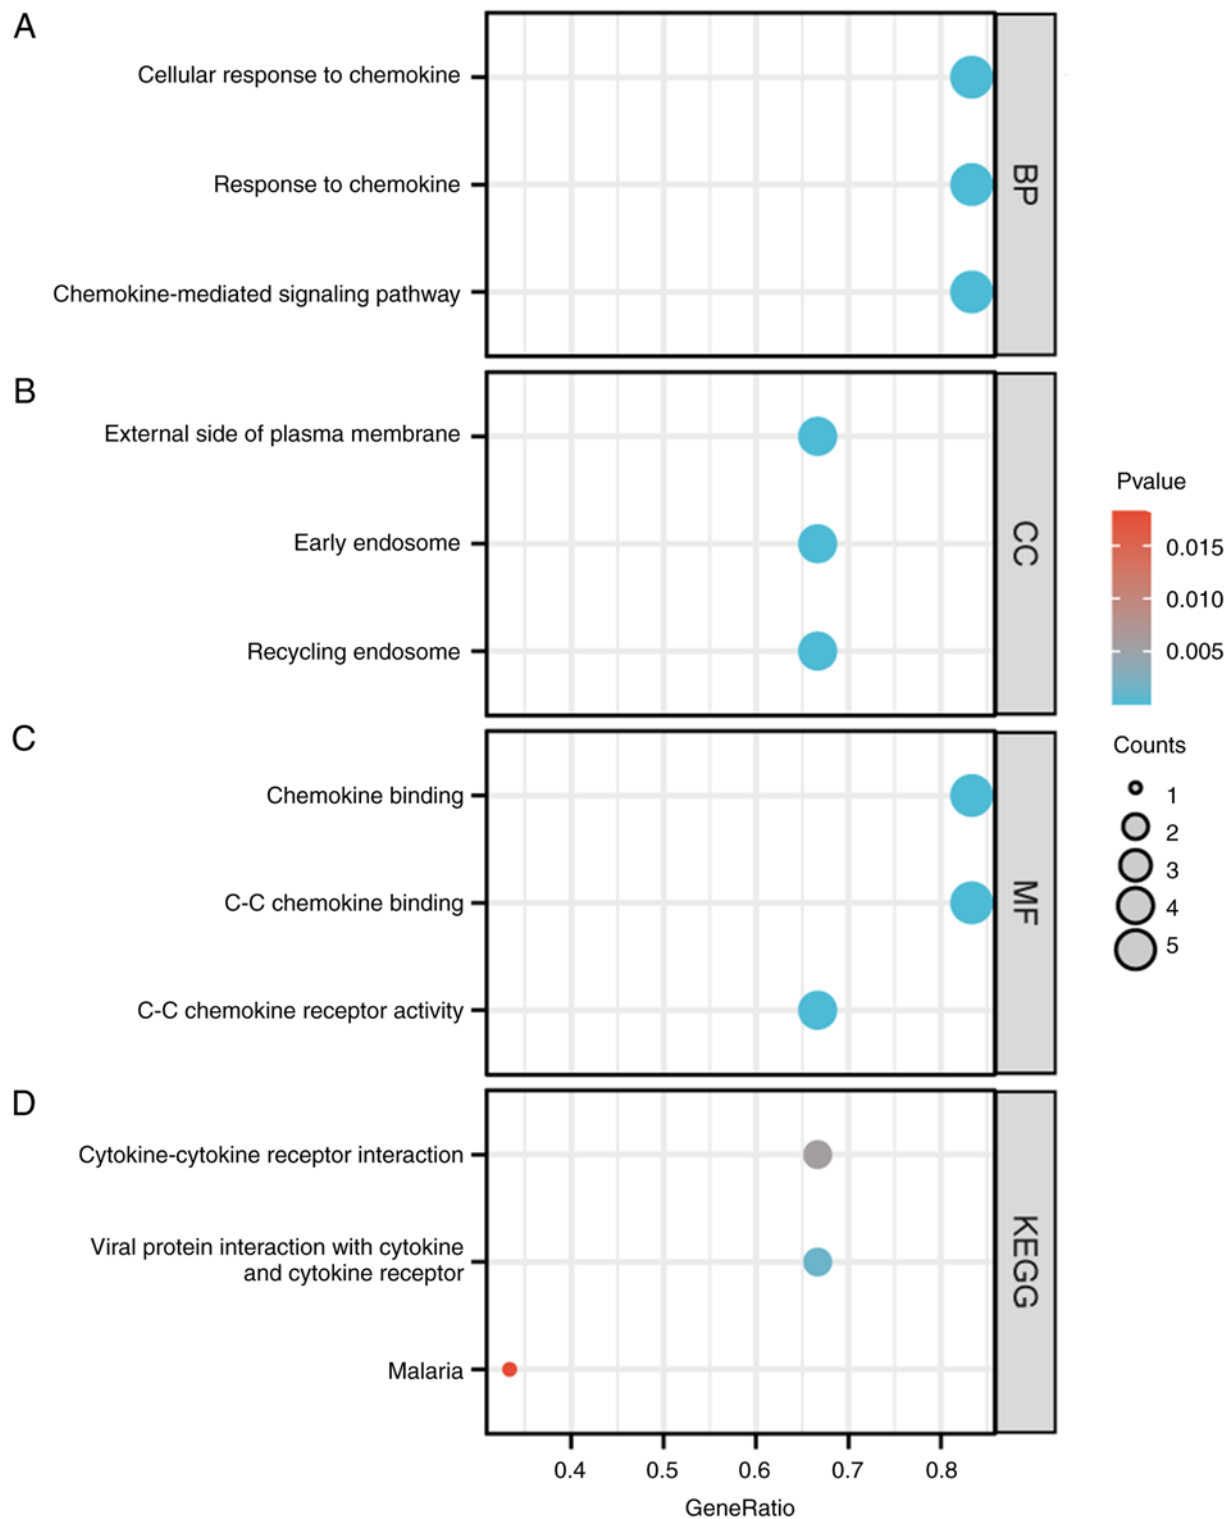 A
Cellular response to chemokine
Response to chemokine
Chemokine-mediated signaling pathway
BP
B
External side of plasma membrane
Early endosome
Recycling endosome
CC
C
Chemokine binding
C-C chemokine binding
C-C chemokine receptor activity
MF
D
Cytokine-cytokine receptor interaction
Viral protein interaction with cytokine
and cytokine receptor
Malaria
KEGG
0.4 0.5 0.6 0.7 0.8
GeneRatio
Pvalue
0.015
0.010
0.005
Counts
1
2
3
4
5